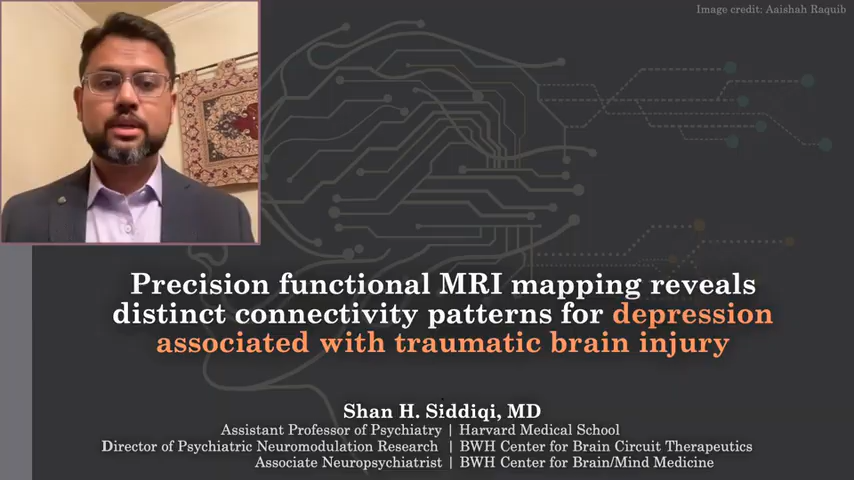 Image credit: Aaishah Raquib
Precision functional MRI mapping reveals
distinct connectivity patterns for depression
associated with traumatic brain injury
Shan H. Siddiqi, MD
Assistant Professor of Psychiatry | Harvard Medical School
Director of Psychiatric Neuromodulation Research | BWH Center for Brain Circuit Therapeutics
Associate Neuropsychiatrist | BWH Center for Brain/Mind Medicine